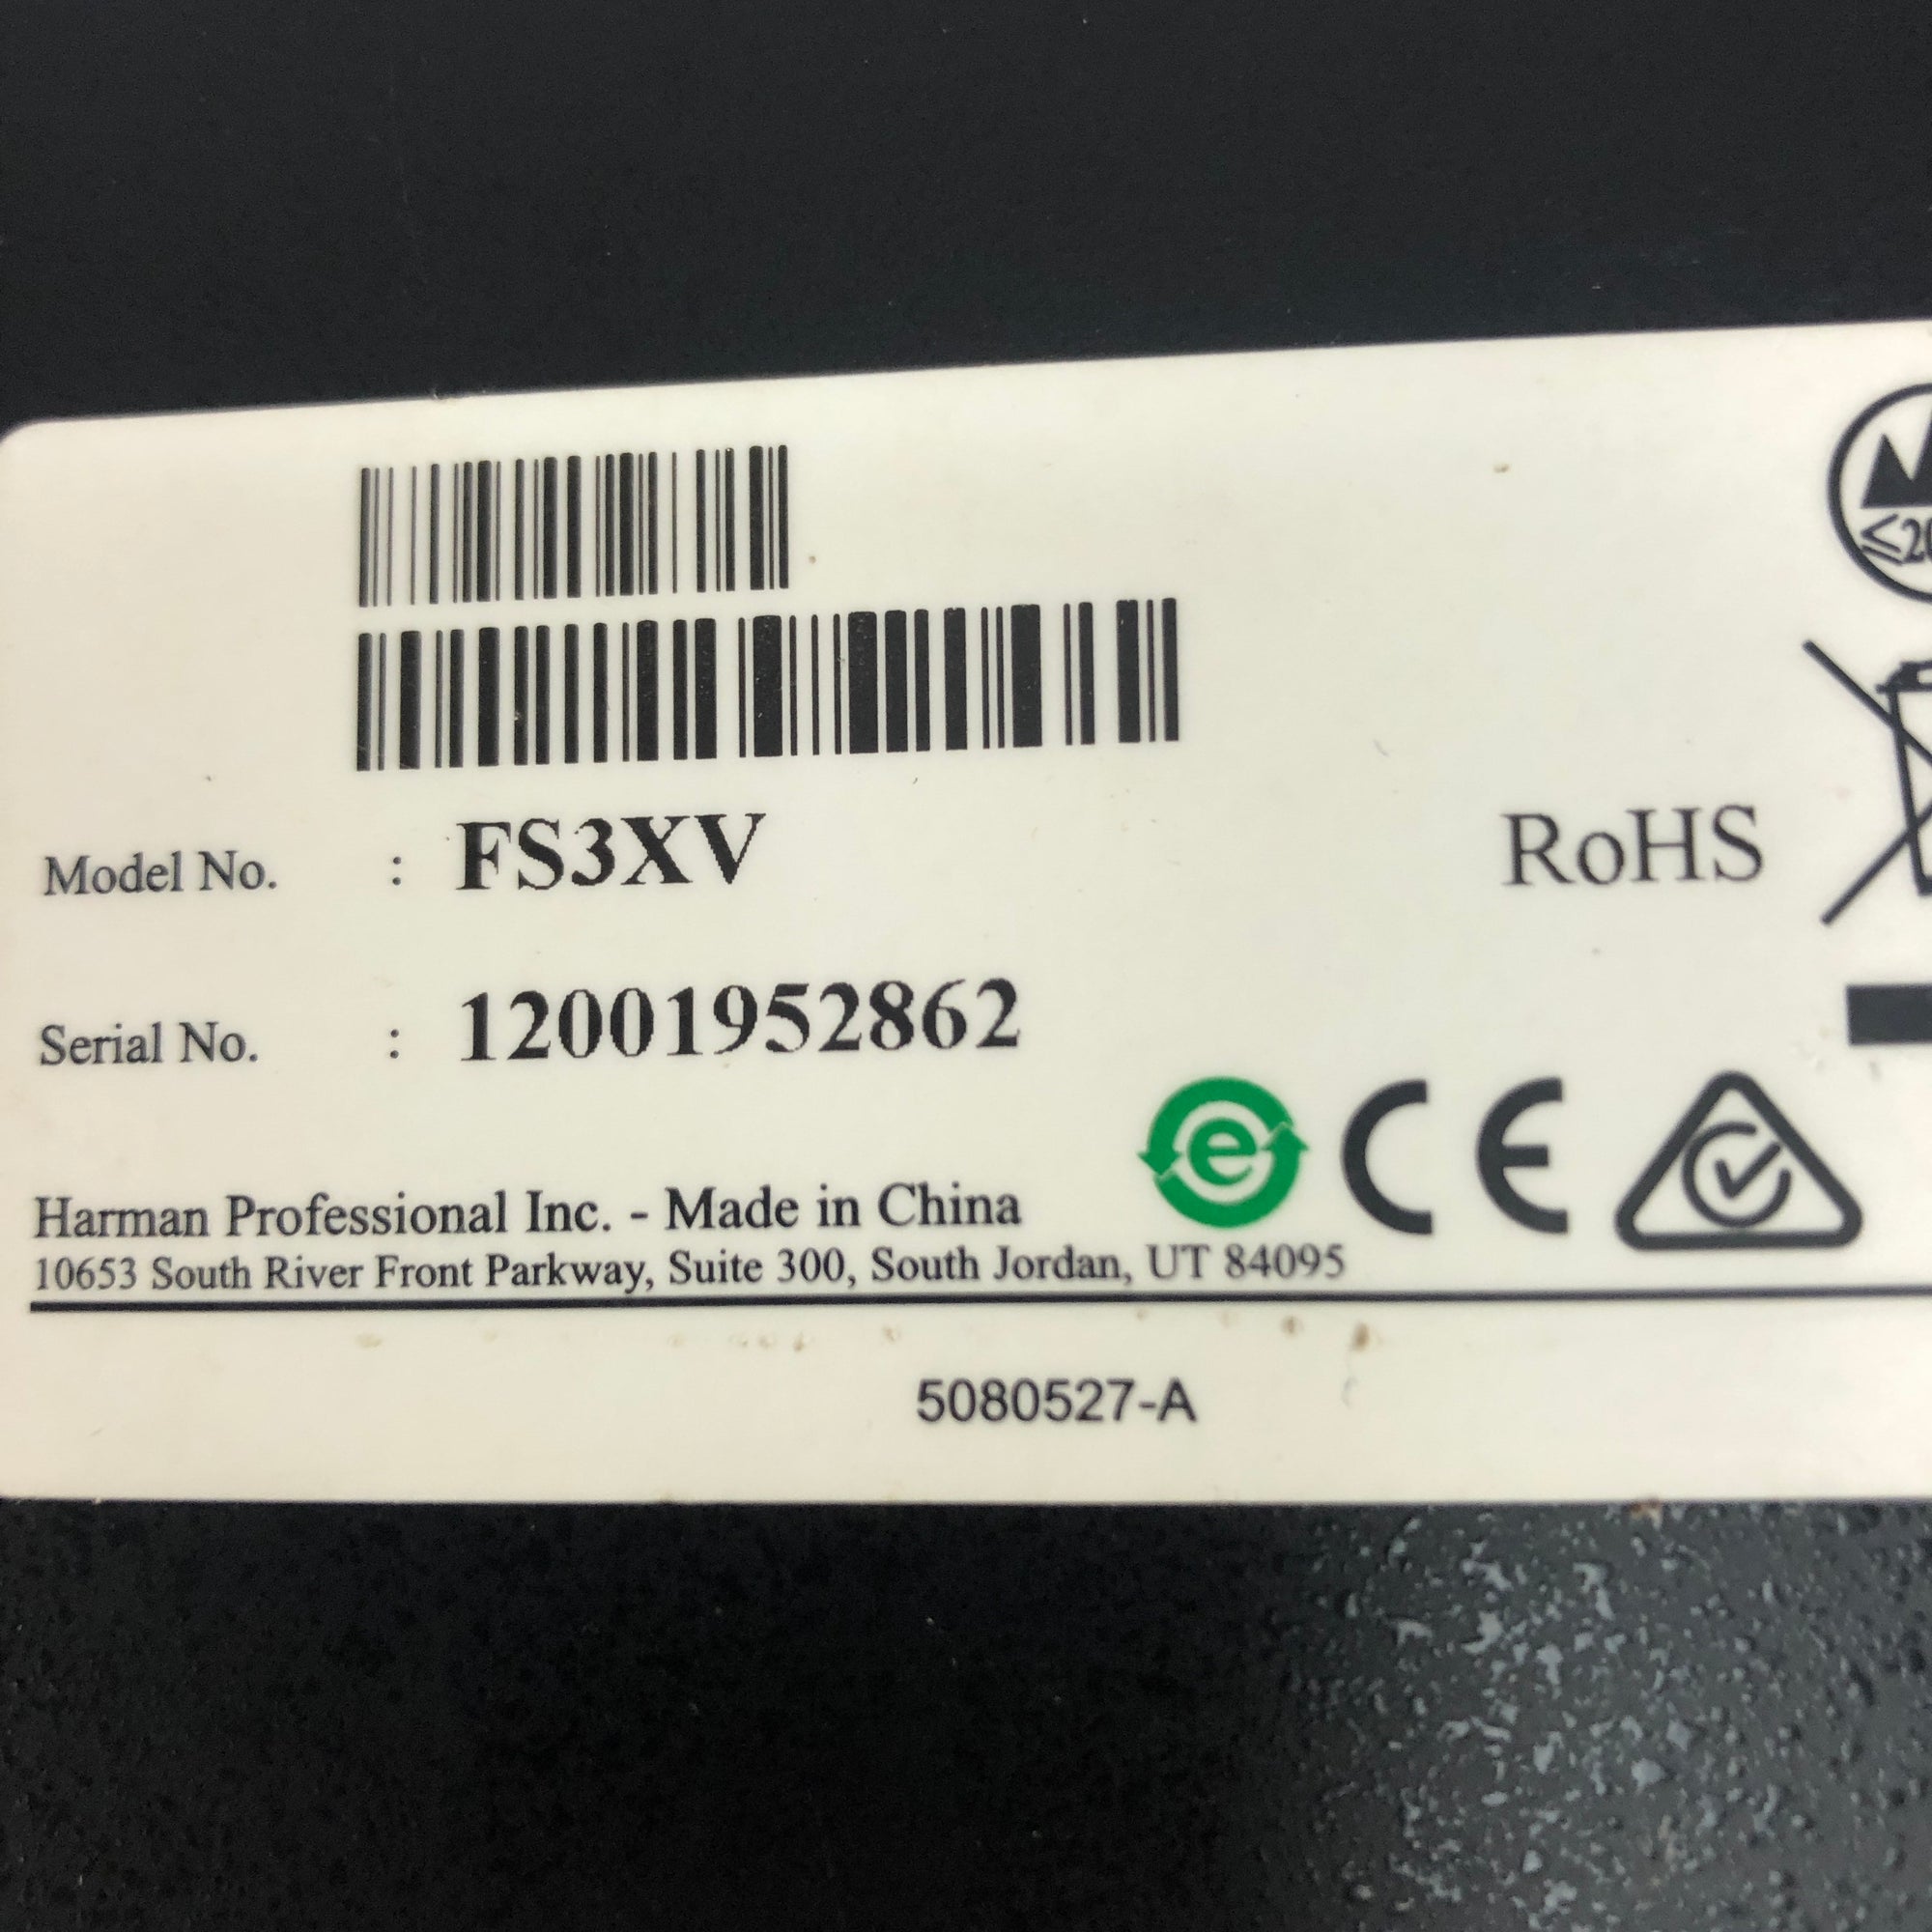 Model No. : FS3XV
RoHS
Serial No. : 12001952862
e CE
Harman Professional Inc. - Made in China
10653 South River Front Parkway, Suite 300, South Jordan, UT 84095
5080527-A